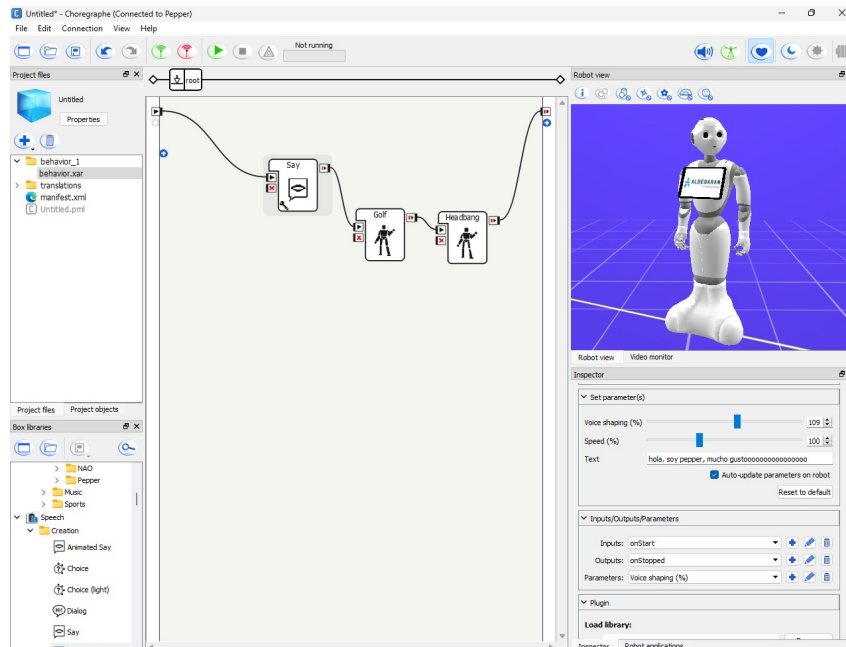 Untitled* - Choregraphe (Connected to Pepper)
File Edit Connection View Help
Not running
Project files
Untitled
Properties
behavior_1
behavior.xar
translations
manifest.xml
Untitled.pml
Project files Project objects
Box libraries
NAO
Pepper
Music
Sports
Speech
Creation
Animated Say
Choice
Choice (light)
Dialog
Say
root
Say
Golf
Headbang
Robot view
ALDEBARAN
Robot view Video monitor
Inspector
Set parameter(s)
Voice shaping (%) 109
Speed (%) 100
Text hola. soy pepper, mucho gustooooooooooooooooo
Auto-update parameters on robot
Reset to default
Inputs/Outputs/Parameters
Inputs: onStart
Outputs: onStopped
Parameters: Voice shaping (%)
Plugin
Load library:
Inspector Robot applications